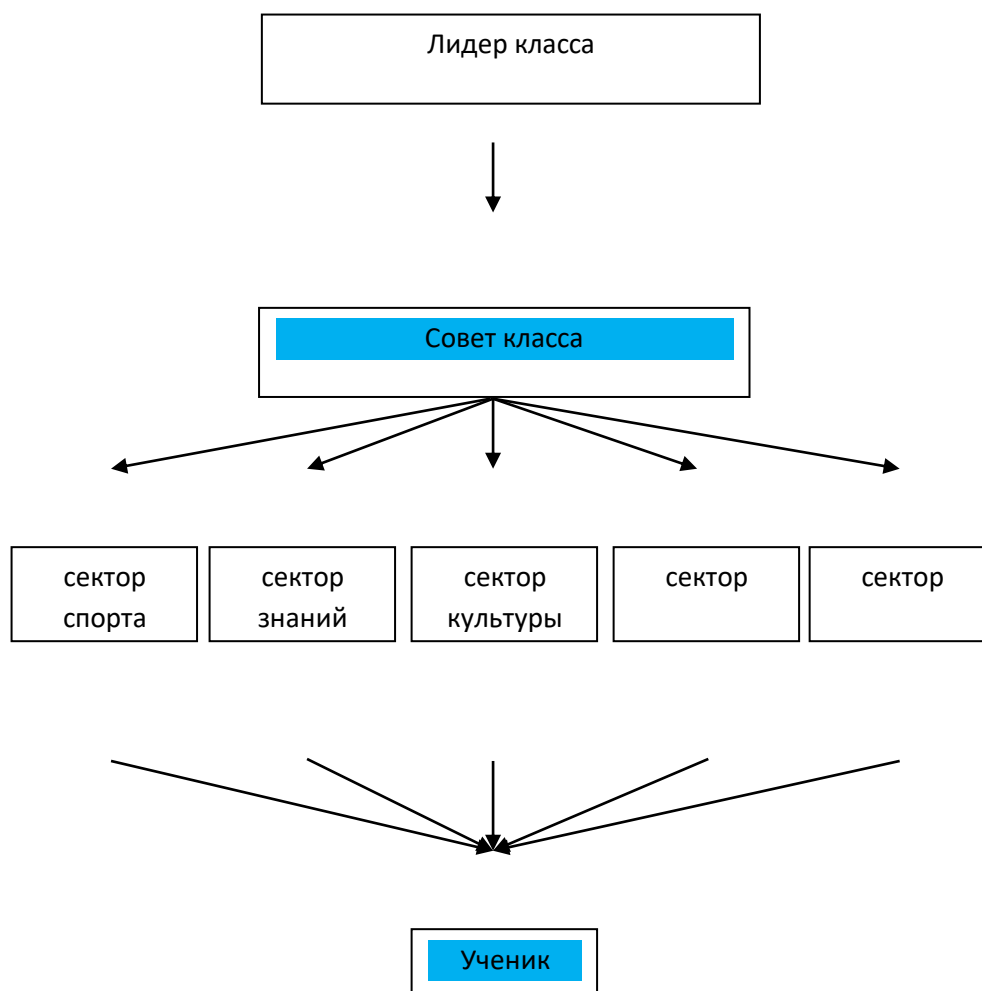 Лидер класса
Совет класса
сектор
спорта
сектор
знаний
сектор
культуры
сектор
сектор
Ученик